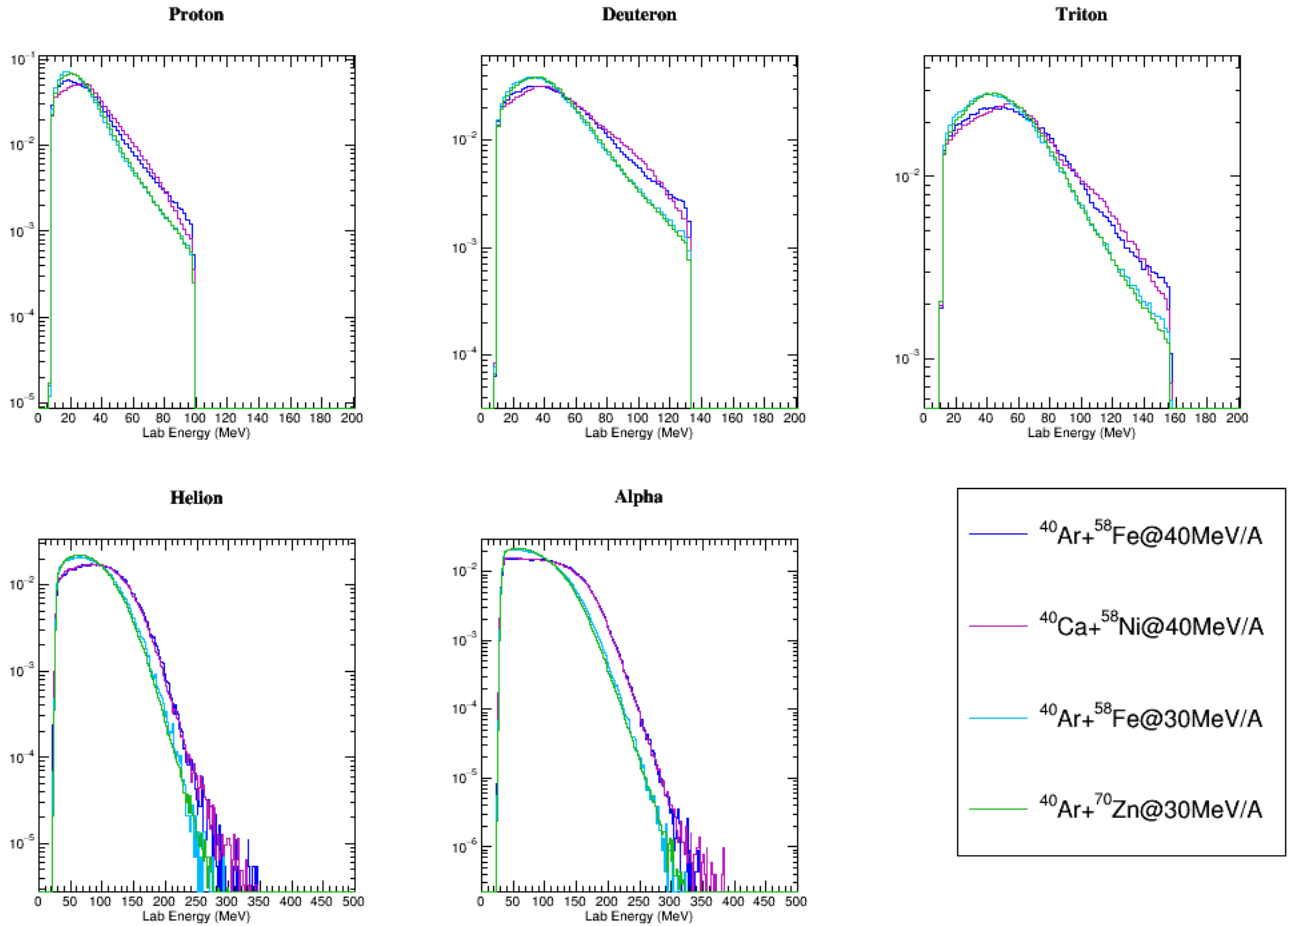 Proton
10⁻¹
10⁻²
10⁻³
10⁻⁴
10⁻⁵
0 20 40 60 80 100 120 140 160 180 200
Lab Energy (MeV)
Deuteron
10⁻²
10⁻³
10⁻⁴
0 20 40 60 80 100 120 140 160 180 200
Lab Energy (MeV)
Triton
10⁻²
10⁻³
0 20 40 60 80 100 120 140 160 180 200
Lab Energy (MeV)
Helion
10⁻²
10⁻³
10⁻⁴
10⁻⁵
0 50 100 150 200 250 300 350 400 450 500
Lab Energy (MeV)
Alpha
10⁻²
10⁻³
10⁻⁴
10⁻⁵
10⁻⁶
0 50 100 150 200 250 300 350 400 450 500
Lab Energy (MeV)
⁴⁰Ar+⁵⁸Fe@40MeV/A
⁴⁰Ca+⁵⁸Ni@40MeV/A
⁴⁰Ar+⁵⁸Fe@30MeV/A
⁴⁰Ar+⁷⁰Zn@30MeV/A